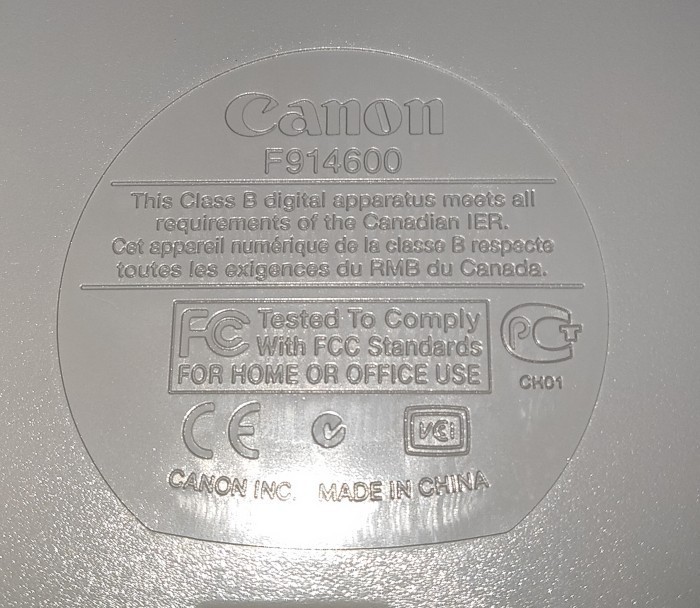 Canon
F914600
This Class B digital apparatus meets all
requirements of the Canadian IER.
Cet appareil numérique de la classe B respecte
toutes les exigences du RMB du Canada.
FC Tested To Comply
With FCC Standards
FOR HOME OR OFFICE USE
PCT
CH01
CE
VCI
CANON INC. MADE IN CHINA